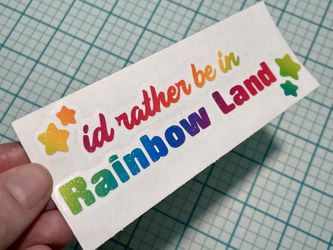 id rather be in
Rainbow Land